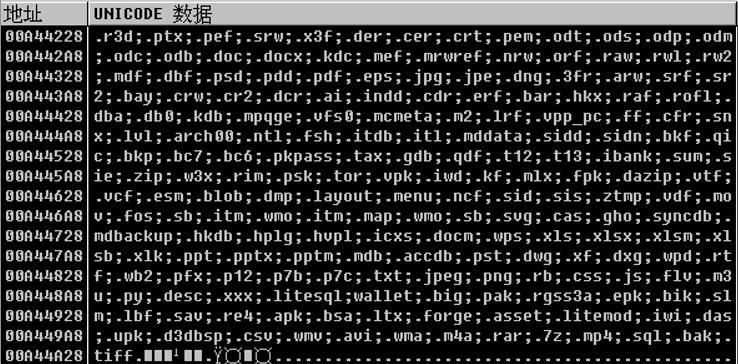 地址 UNICODE 数据
00A44228 .r3d;.ptx;.pef;.srw;.x3f;.der;.cer;.crt;.pem;.odt;.ods;.odp;.odm
00A442A8 ;.odc;.odb;.doc;.docx;.kdc;.mef;.mrwref;.nrw;.orf;.raw;.rwl;.rw2
00A44328 ;.mdf;.dbf;.psd;.pdd;.pdf;.eps;.jpg;.jpe;.dng;.3fr;.arw;.srf;.sr
00A443A8 2;.bay;.crw;.cr2;.dcr;.ai;.indd;.cdr;.erf;.bar;.hkx;.raf;.rofl;.
00A44428 dba;.db0;.kdb;.mpqge;.vfs0;.mcmeta;.m2;.lrf;.vpp_pc;.ff;.cfr;.sn
00A444A8 x;.lvl;.arch00;.ntl;.fsh;.itdb;.itl;.mddata;.sidd;.sidn;.bkf;.qi
00A44528 c;.bkp;.bc7;.bc6;.pkpass;.tax;.gdb;.qdf;.t12;.t13;.ibank;.sum;.s
00A445A8 ie;.zip;.w3x;.rim;.psk;.tor;.vpk;.iwd;.kf;.mlx;.fpk;.dazip;.vtf;
00A44628 .vcf;.esm;.blob;.dmp;.layout;.menu;.ncf;.sid;.sis;.ztmp;.vdf;.mo
00A446A8 v;.fos;.sb;.itm;.wmo;.itm;.map;.wmo;.sb;.svg;.cas;.gho;.syncdb;.
00A44728 mdbackup;.hkdb;.hplg;.hvpl;.icxs;.docm;.wps;.xls;.xlsx;.xlsm;.xl
00A447A8 sb;.xlk;.ppt;.pptx;.pptm;.mdb;.accdb;.pst;.dwg;.xf;.dxg;.wpd;.rt
00A44828 f;.wb2;.pfx;.p12;.p7b;.p7c;.txt;.jpeg;.png;.rb;.css;.js;.flv;.m3
00A448A8 u;.py;.desc;.xxx;.litesql;wallet;.big;.pak;.rgss3a;.epk;.bik;.sl
00A44928 m;.lbf;.sav;.re4;.apk;.bsa;.ltx;.forge;.asset;.litemod;.iwi;.das
00A449A8 ;.upk;.d3dbsp;.csv;.wmv;.avi;.wma;.m4a;.rar;.7z;.mp4;.sql;.bak;.
00A44A28 tiff